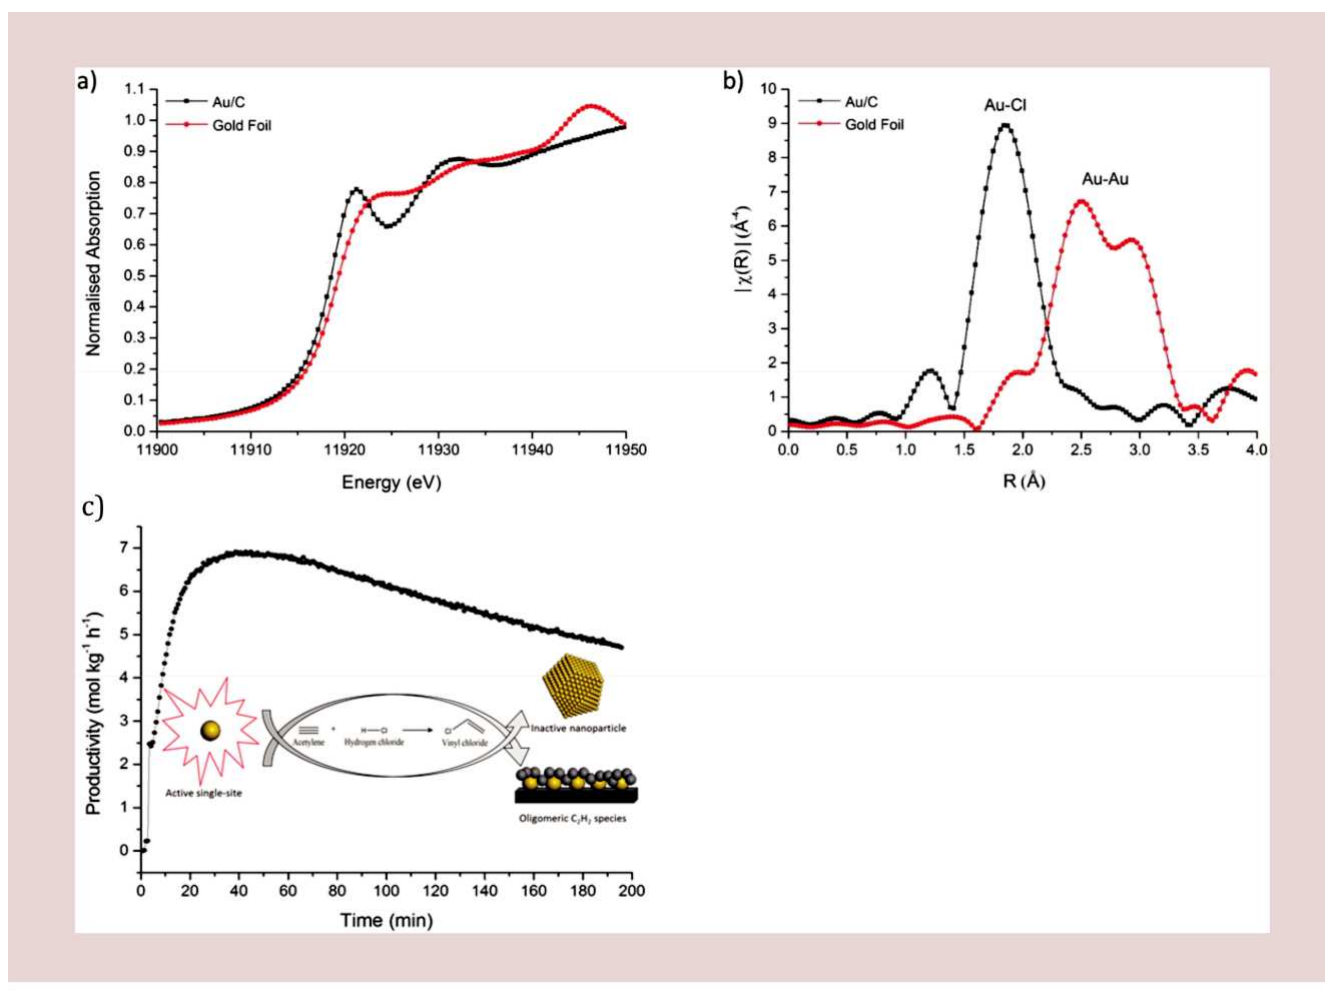 a)
1.1
1.0
0.9
0.8
0.7
0.6
0.5
0.4
0.3
0.2
0.1
0.0
Normalised Absorption
Au/C
Gold Foil
11900 11910 11920 11930 11940 11950
Energy (eV)
b)
10
9
8
7
6
5
4
3
2
1
0
|χ(R)| (Å⁻⁴)
Au/C
Gold Foil
Au-Cl
Au-Au
0.0 0.5 1.0 1.5 2.0 2.5 3.0 3.5 4.0
R (Å)
c)
7
6
5
4
3
2
1
0
Productivity (mol kg⁻¹ h⁻¹)
Active single-site
+ H Cl Cl
Acetylene Hydrogen chloride Vinyl chloride
Inactive nanoparticle
Oligomeric C₂H₂ species
0 20 40 60 80 100 120 140 160 180 200
Time (min)